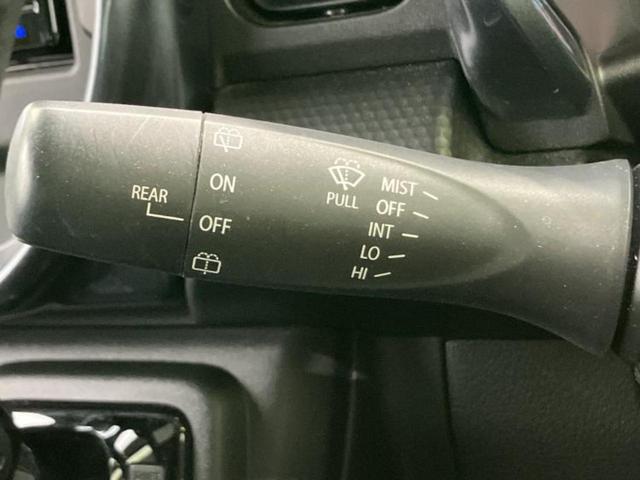 REAR
ON
OFF
PULL
MIST
OFF
INT
LO
HI